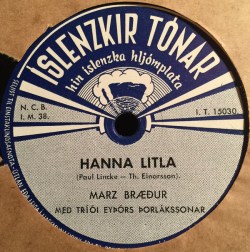 ÍSLENZKIR TÓNAR
hin íslenzka hljómplata
N. C. B.
I. M. 38.
I. T. 15030
HANNA LITLA
(Paul Lincke — Th. Einarsson)
MARZ BRÆÐUR
MEÐ TRÍÓI EYÞÓRS ÞORLÁKSSONAR